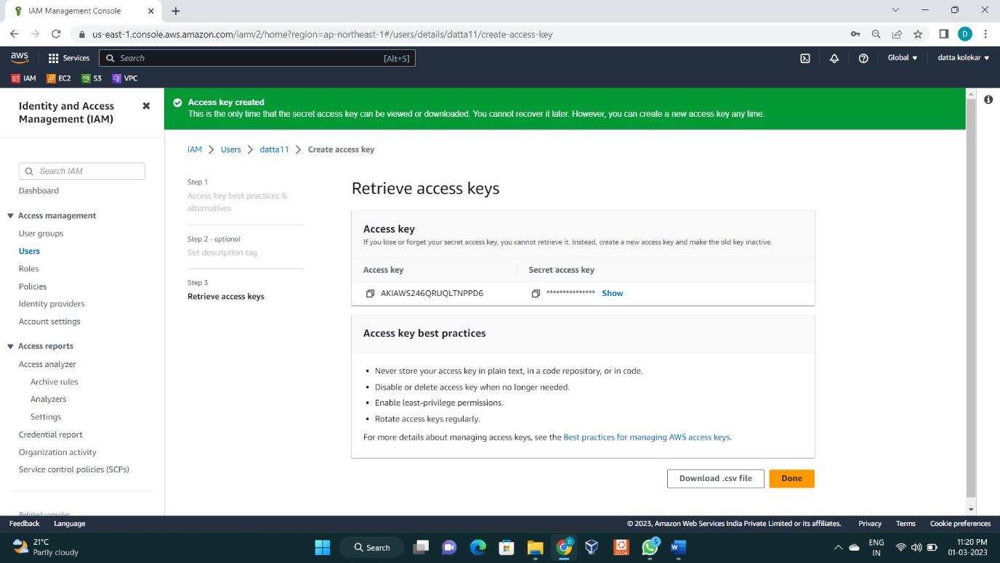 IAM Management Console
us-east-1.console.aws.amazon.com/iamv2/home?region=ap-northeast-1#/users/details/datta11/create-access-key
D
aws
Services
Search
[Alt+S]
Global
datta kolekar
IAM
EC2
S3
VPC
Identity and Access
Management (IAM)
Search IAM
Dashboard
Access management
User groups
Users
Roles
Policies
Identity providers
Account settings
Access reports
Access analyzer
Archive rules
Analyzers
Settings
Credential report
Organization activity
Service control policies (SCPs)
Related consoles
Access key created
This is the only time that the secret access key can be viewed or downloaded. You cannot recover it later. However, you can create a new access key any time.
IAM > Users > datta11 > Create access key
Step 1
Access key best practices &
alternatives
Step 2 - optional
Set description tag
Step 3
Retrieve access keys
Retrieve access keys
Access key
If you lose or forget your secret access key, you cannot retrieve it. Instead, create a new access key and make the old key inactive.
Access key
Secret access key
AKIAWS246QRUQLTNPPD6
*************** Show
Access key best practices
• Never store your access key in plain text, in a code repository, or in code.
• Disable or delete access key when no longer needed.
• Enable least-privilege permissions.
• Rotate access keys regularly.
For more details about managing access keys, see the Best practices for managing AWS access keys.
Download .csv file
Done
Feedback
Language
© 2023, Amazon Web Services India Private Limited or its affiliates.
Privacy
Terms
Cookie preferences
21°C
Partly cloudy
Search
D
20.04
5
W
ENG
IN
11:20 PM
01-03-2023